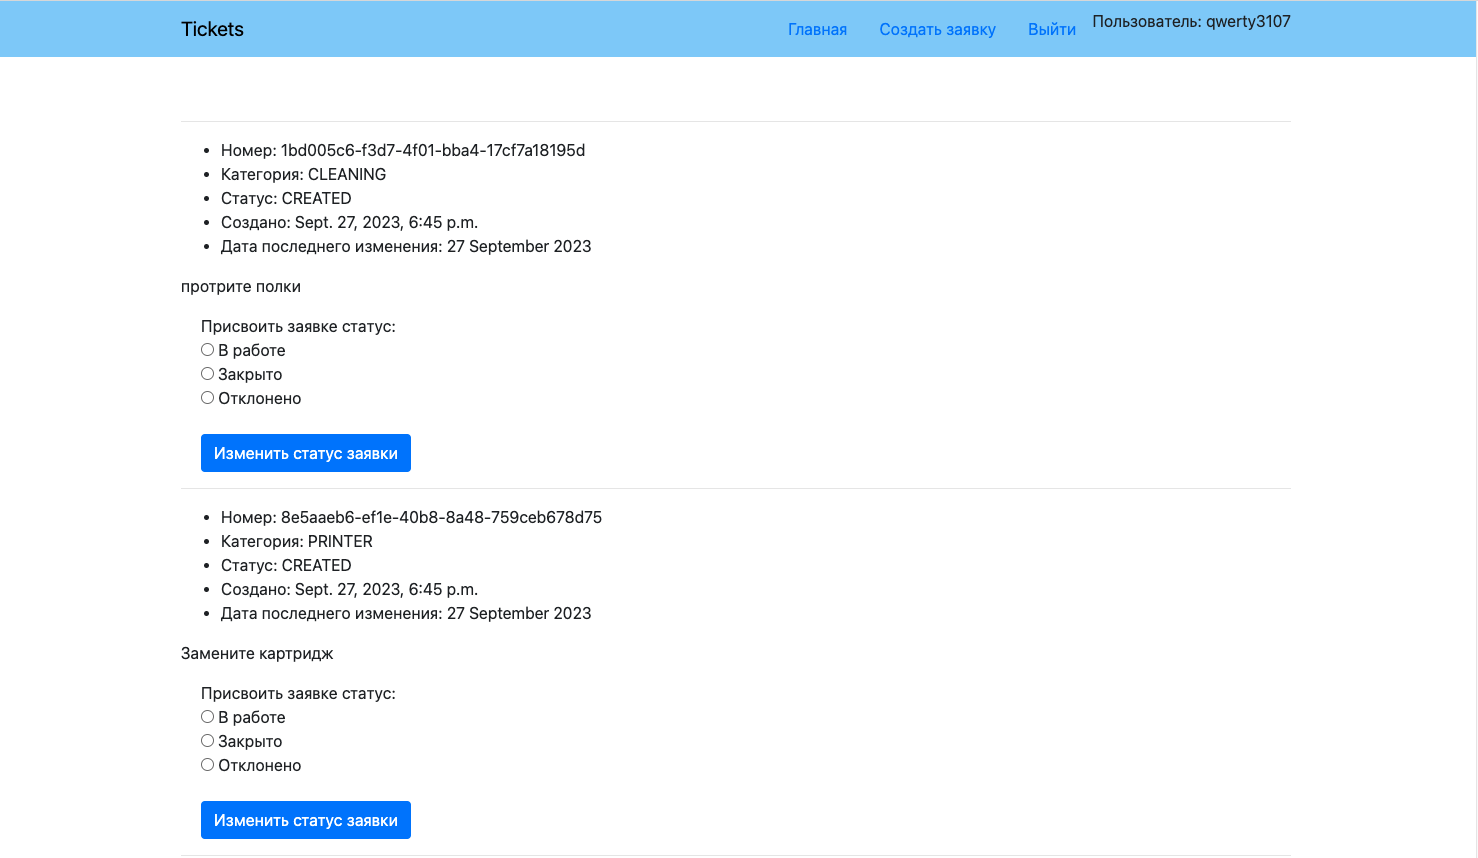 Tickets
Главная
Создать заявку
Выйти
Пользователь: qwerty3107
Номер: 1bd005c6-f3d7-4f01-bba4-17cf7a18195d
Категория: CLEANING
Статус: CREATED
Создано: Sept. 27, 2023, 6:45 p.m.
Дата последнего изменения: 27 September 2023
протрите полки
Присвоить заявке статус:
В работе
Закрыто
Отклонено
Изменить статус заявки
Номер: 8e5aaeb6-ef1e-40b8-8a48-759ceb678d75
Категория: PRINTER
Статус: CREATED
Создано: Sept. 27, 2023, 6:45 p.m.
Дата последнего изменения: 27 September 2023
Замените картридж
Присвоить заявке статус:
В работе
Закрыто
Отклонено
Изменить статус заявки